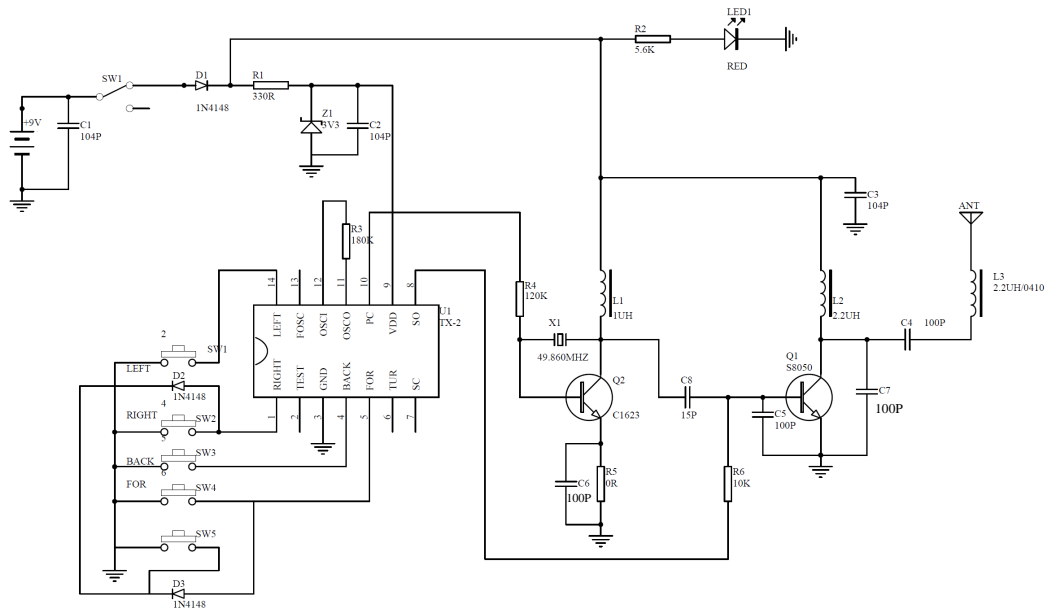 LED1
R2
5.6K
RED
SW1
D1
R1
1N4148
330R
+9V
C1
104P
Z1
3V3
C2
104P
C3
104P
ANT
R3
180K
14
13
12
11
10
9
8
LEFT
FOSC
OSCI
OSCO
PC
VDD
SO
U1
TX-2
RIGHT
TEST
GND
BACK
FOR
TUR
SC
1
2
3
4
5
6
7
R4
120K
X1
49.860MHZ
L1
1UH
L2
2.2UH
L3
2.2UH/0410
C4
100P
Q1
S8050
Q2
C1623
C8
15P
C5
100P
C7
100P
C6
100P
R5
0R
R6
10K
2
SW1
LEFT
D2
1N4148
4
RIGHT
SW2
5
SW3
BACK
6
FOR
SW4
SW5
D3
1N4148